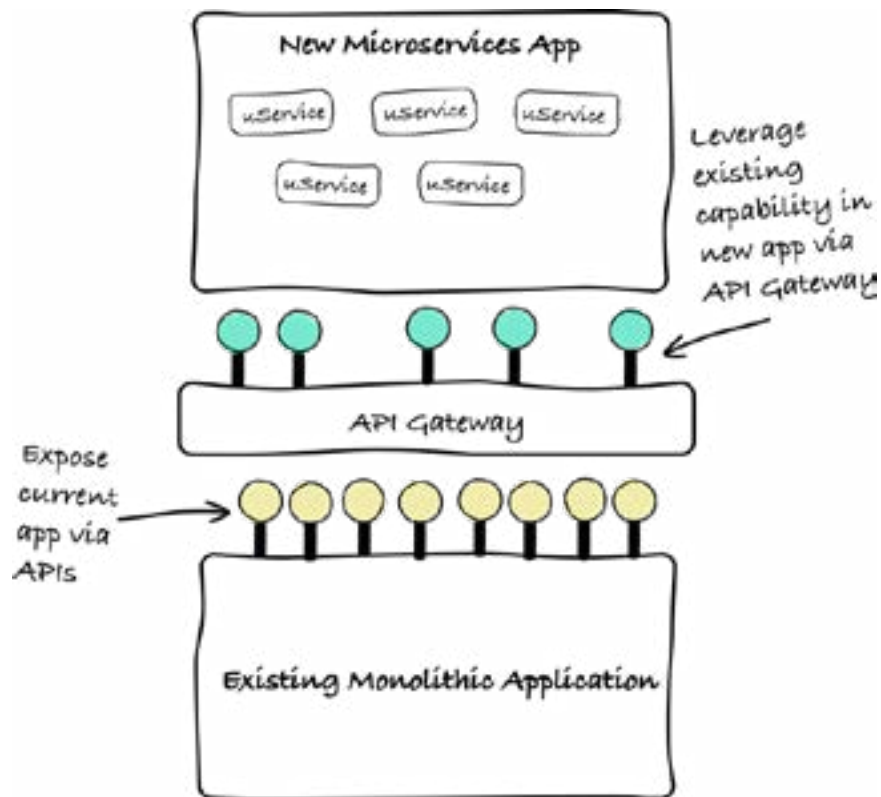 New Microservices App
uService
uService
uService
uService
uService
Leverage
existing
capability in
new app via
API Gateway
API Gateway
Expose
current
app via
APIs
Existing Monolithic Application